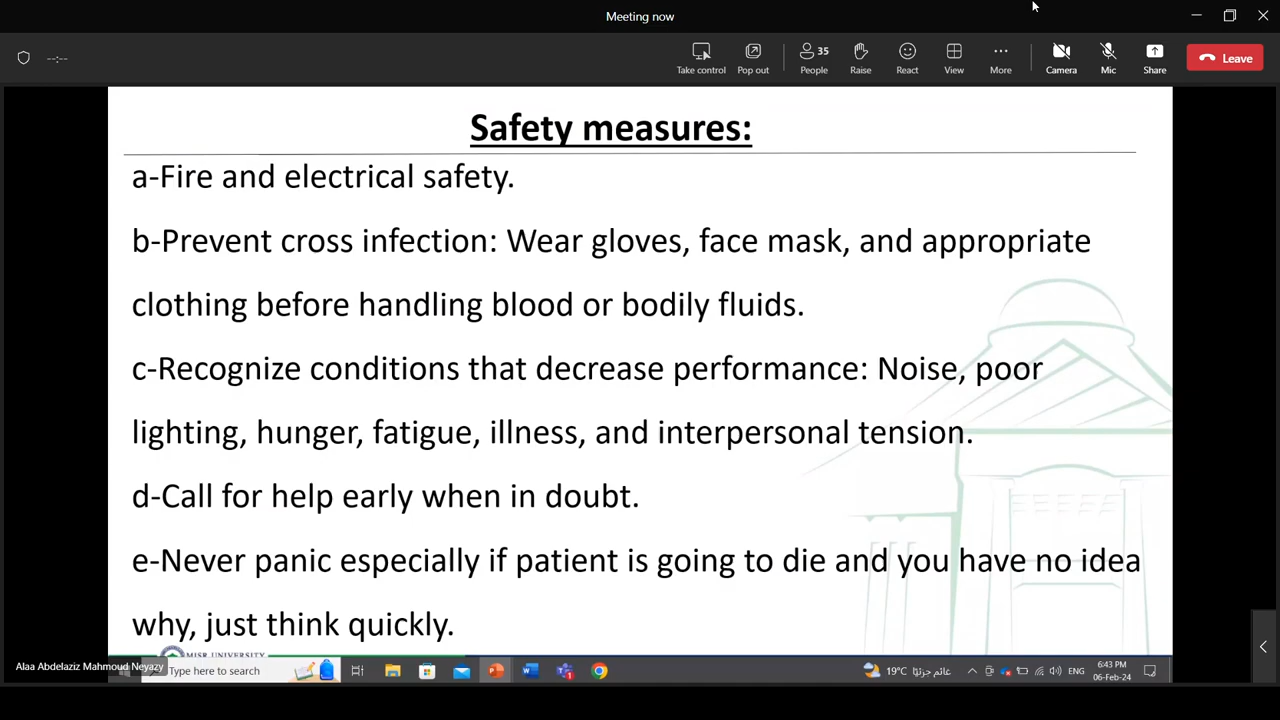 Meeting now
--:--
Take control
Pop out
35
People
Raise
React
View
More
Camera
Mic
Share
Leave
Safety measures:
a-Fire and electrical safety.
b-Prevent cross infection: Wear gloves, face mask, and appropriate
clothing before handling blood or bodily fluids.
c-Recognize conditions that decrease performance: Noise, poor
lighting, hunger, fatigue, illness, and interpersonal tension.
d-Call for help early when in doubt.
e-Never panic especially if patient is going to die and you have no idea
why, just think quickly.
MISR UNIVERSITY
Alaa Abdelaziz Mahmoud Neyazy
Type here to search
19°C غائم جزئيًا
ENG
6:43 PM
06-Feb-24